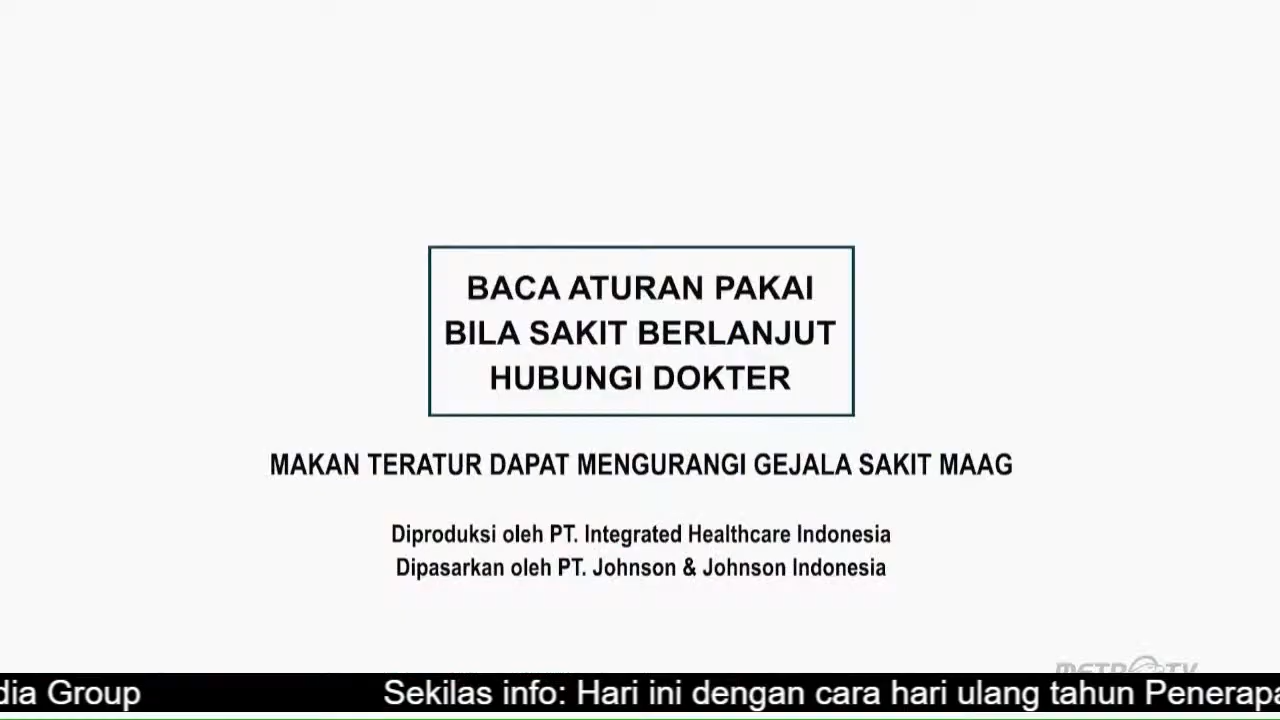 BACA ATURAN PAKAI
BILA SAKIT BERLANJUT
HUBUNGI DOKTER
MAKAN TERATUR DAPAT MENGURANGI GEJALA SAKIT MAAG
Diproduksi oleh PT. Integrated Healthcare Indonesia
Dipasarkan oleh PT. Johnson & Johnson Indonesia
METRO TV
dia Group Sekilas info: Hari ini dengan cara hari ulang tahun Penerapa